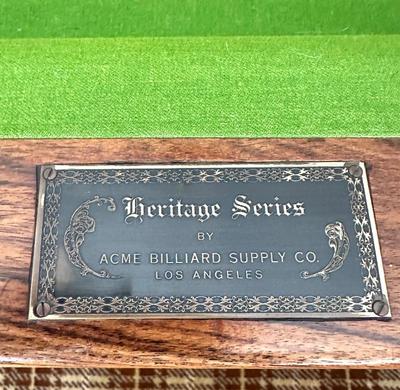 Heritage Series
BY
ACME BILLIARD SUPPLY CO.
LOS ANGELES